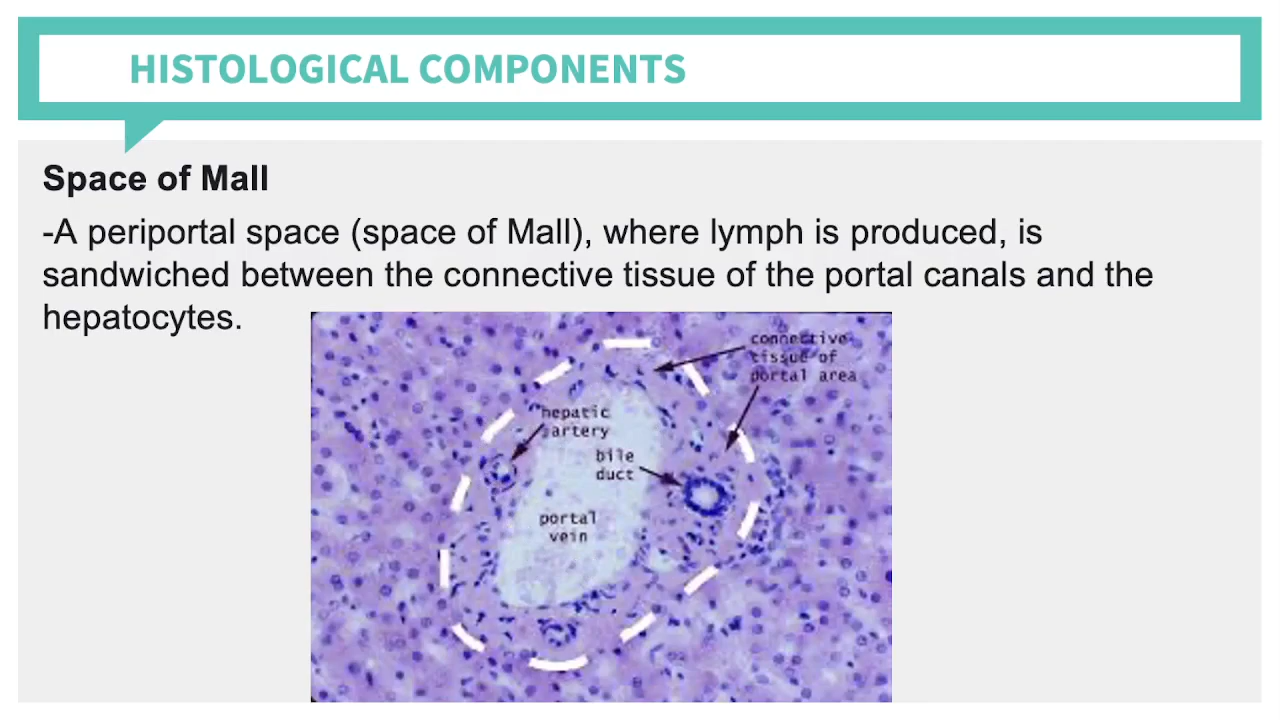 HISTOLOGICAL COMPONENTS
Space of Mall
-A periportal space (space of Mall), where lymph is produced, is
sandwiched between the connective tissue of the portal canals and the
hepatocytes.
connective
tissue of
portal area
hepatic
artery
bile
duct
portal
vein